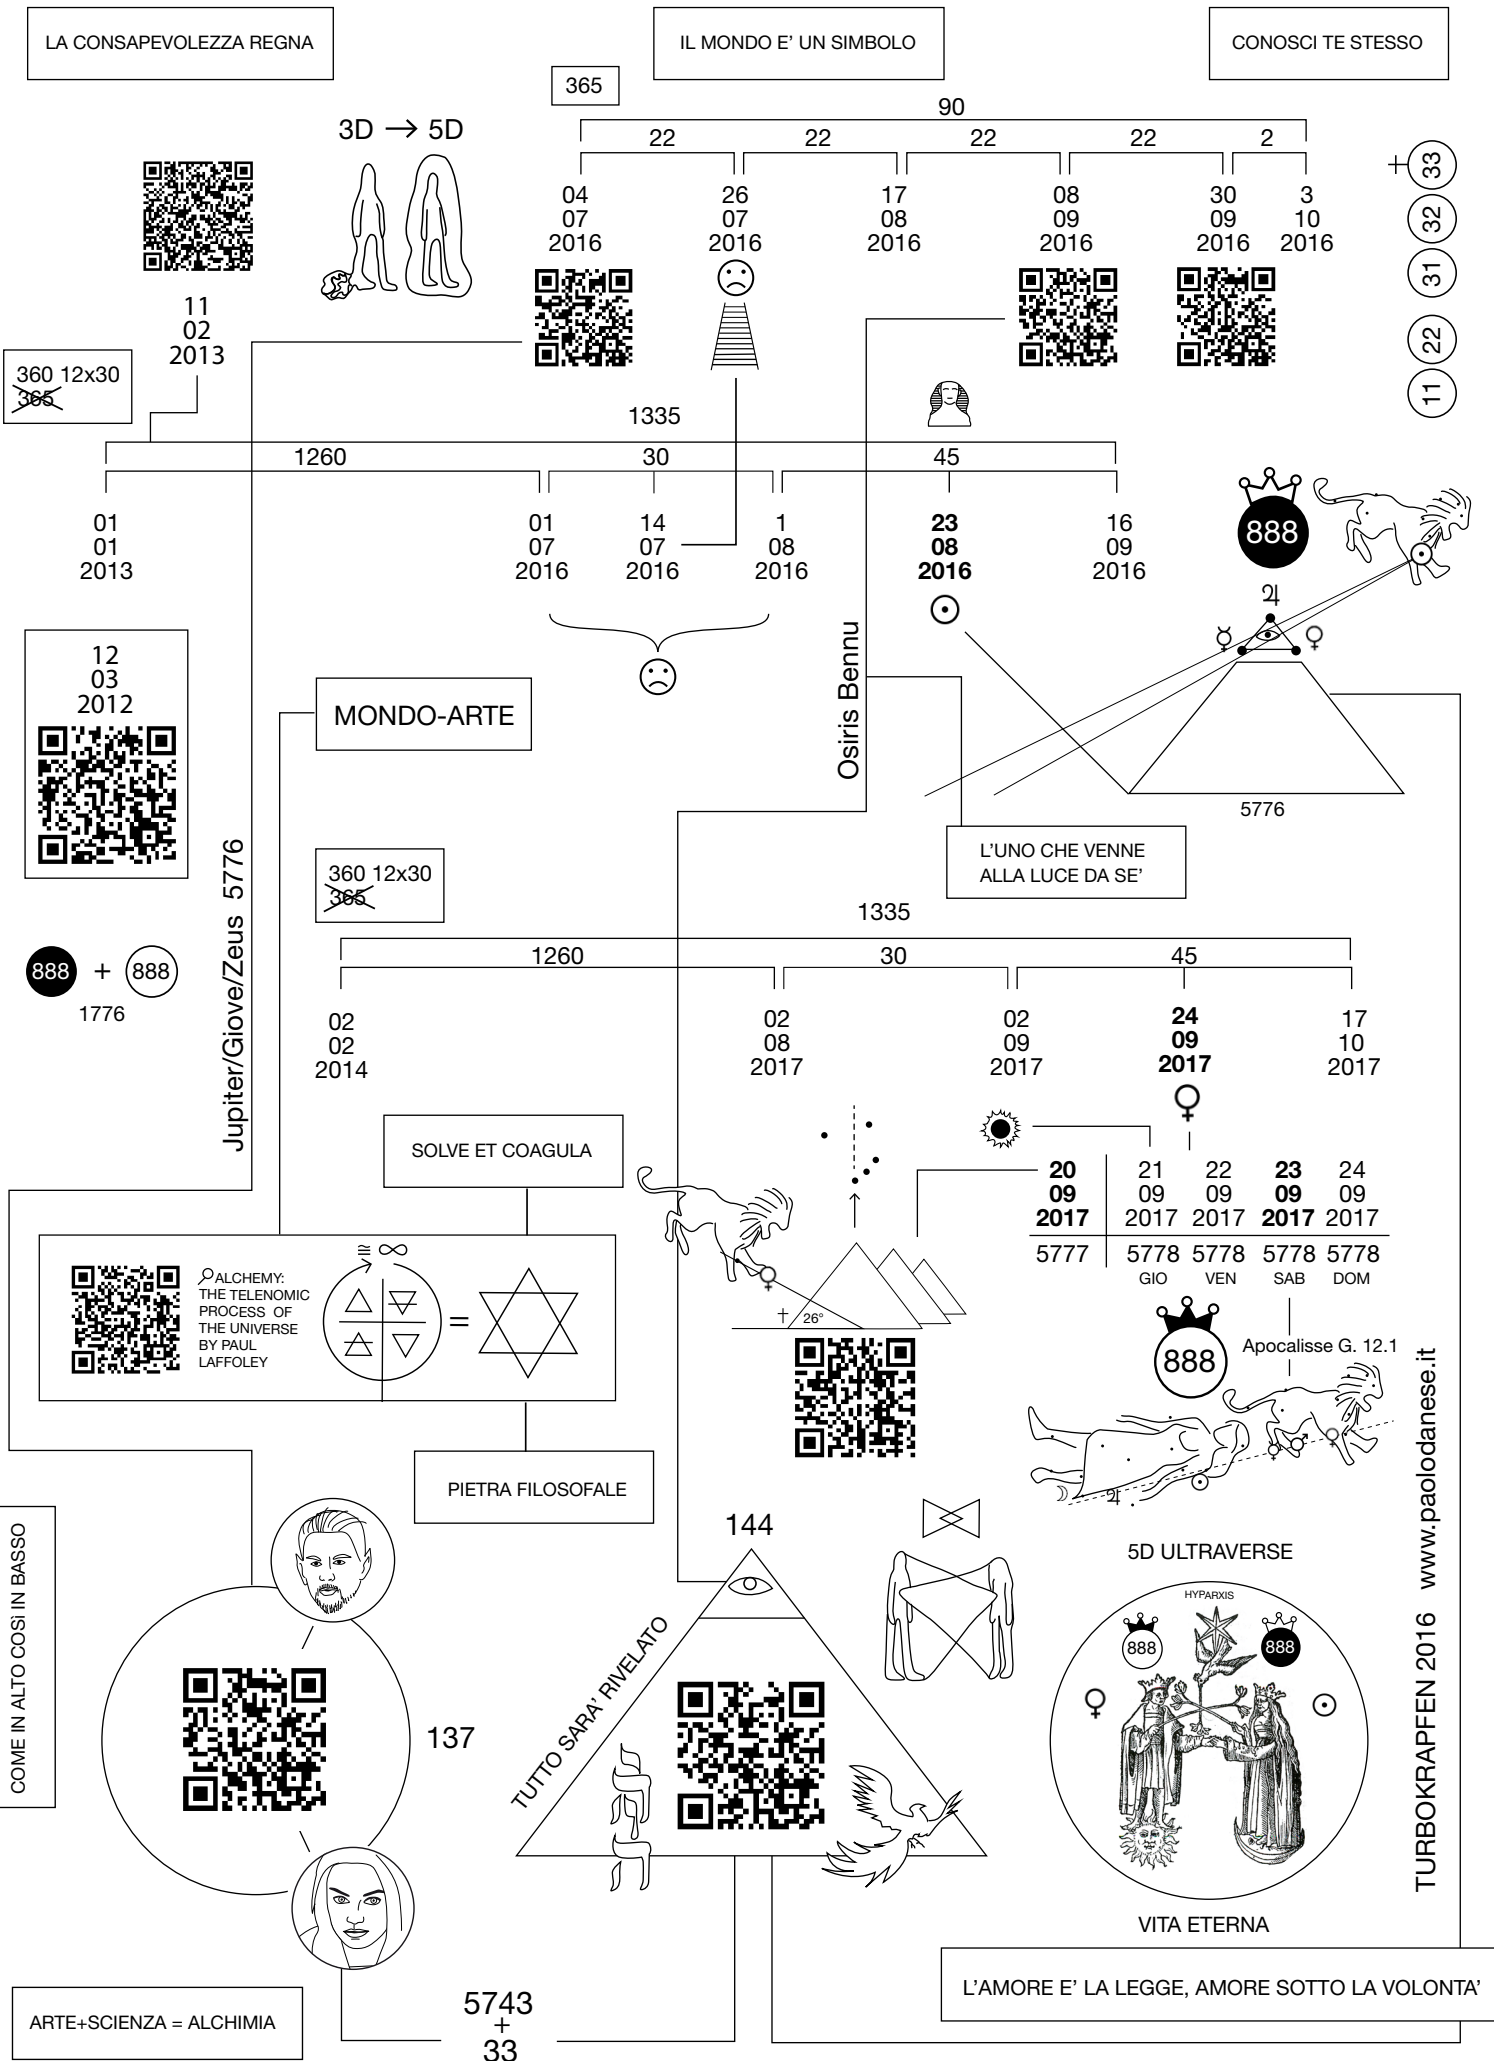 LA CONSAPEVOLEZZA REGNA
IL MONDO E' UN SIMBOLO
CONOSCI TE STESSO
365
90
22 22 22 22 2
3D → 5D
04 26 17 08 30 3
07 07 08 09 09 10
2016 2016 2016 2016 2016 2016
+ 33
32
31
22
11
11
02
2013
360 12x30
365
1335
1260 30 45
01 01 14 1 23 16
01 07 07 08 08 09
2013 2016 2016 2016 2016 2016
☉
888
☉
♃
☿ ♀
5776
12
03
2012
MONDO-ARTE
Osiris Bennu
L'UNO CHE VENNE
ALLA LUCE DA SE'
Jupiter/Giove/Zeus 5776
888 + 888
1776
360 12x30
365
1335
1260 30 45
02 02 02 24 17
02 08 09 09 10
2014 2017 2017 2017 2017
♀
20 21 22 23 24
09 09 09 09 09
2017 2017 2017 2017 2017
5777 5778 5778 5778 5778
GIO VEN SAB DOM
SOLVE ET COAGULA
≅ ∞
ALCHEMY:
THE TELENOMIC
PROCESS OF
THE UNIVERSE
BY PAUL
LAFFOLEY
=
PIETRA FILOSOFALE
♀
† 26°
888
Apocalisse G. 12.1
☿ ♂ ♀
☽ ♃ ☉
COME IN ALTO COSì IN BASSO
137
144
TUTTO SARA' RIVELATO
י
ה
ו
ה
5D ULTRAVERSE
HYPARXIS
888 888
♀ ☉
VITA ETERNA
TURBOKRAPFEN 2016 www.paolodanese.it
L'AMORE E' LA LEGGE, AMORE SOTTO LA VOLONTA'
ARTE+SCIENZA = ALCHIMIA
5743
+
33